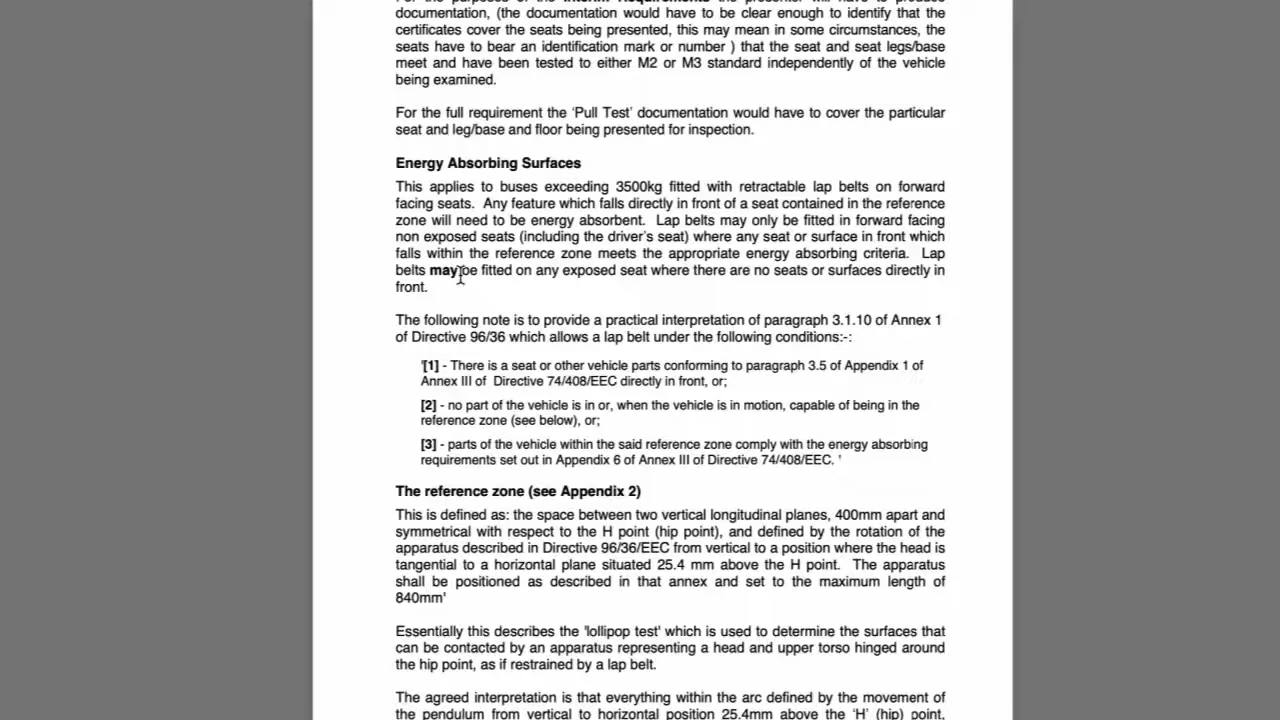 For the purposes of the Interim Requirements the presenter will have to produce
documentation, (the documentation would have to be clear enough to identify that the
certificates cover the seats being presented, this may mean in some circumstances, the
seats have to bear an identification mark or number ) that the seat and seat legs/base
meet and have been tested to either M2 or M3 standard independently of the vehicle
being examined.
For the full requirement the ‘Pull Test’ documentation would have to cover the particular
seat and leg/base and floor being presented for inspection.
Energy Absorbing Surfaces
This applies to buses exceeding 3500kg fitted with retractable lap belts on forward
facing seats. Any feature which falls directly in front of a seat contained in the reference
zone will need to be energy absorbent. Lap belts may only be fitted in forward facing
non exposed seats (including the driver’s seat) where any seat or surface in front which
falls within the reference zone meets the appropriate energy absorbing criteria. Lap
belts may be fitted on any exposed seat where there are no seats or surfaces directly in
front.
The following note is to provide a practical interpretation of paragraph 3.1.10 of Annex 1
of Directive 96/36 which allows a lap belt under the following conditions:-:
'[1] - There is a seat or other vehicle parts conforming to paragraph 3.5 of Appendix 1 of
Annex III of Directive 74/408/EEC directly in front, or;
[2] - no part of the vehicle is in or, when the vehicle is in motion, capable of being in the
reference zone (see below), or;
[3] - parts of the vehicle within the said reference zone comply with the energy absorbing
requirements set out in Appendix 6 of Annex III of Directive 74/408/EEC. '
The reference zone (see Appendix 2)
This is defined as: the space between two vertical longitudinal planes, 400mm apart and
symmetrical with respect to the H point (hip point), and defined by the rotation of the
apparatus described in Directive 96/36/EEC from vertical to a position where the head is
tangential to a horizontal plane situated 25.4 mm above the H point. The apparatus
shall be positioned as described in that annex and set to the maximum length of
840mm'
Essentially this describes the 'lollipop test' which is used to determine the surfaces that
can be contacted by an apparatus representing a head and upper torso hinged around
the hip point, as if restrained by a lap belt.
The agreed interpretation is that everything within the arc defined by the movement of
the pendulum from vertical to horizontal position 25.4mm above the ‘H’ (hip) point,